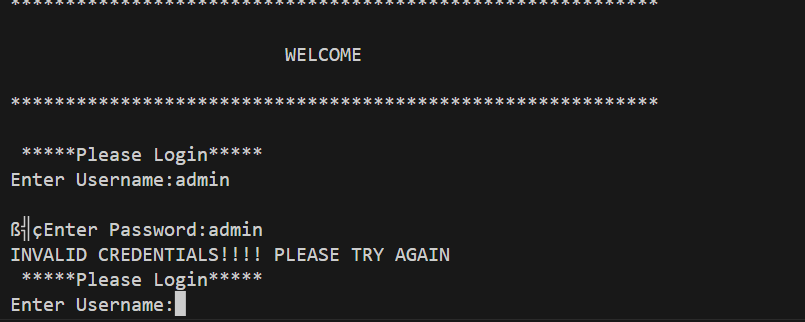 ***********************************************************
WELCOME
***********************************************************
*****Please Login*****
Enter Username:admin
ß╣çEnter Password:admin
INVALID CREDENTIALS!!!! PLEASE TRY AGAIN
*****Please Login*****
Enter Username: